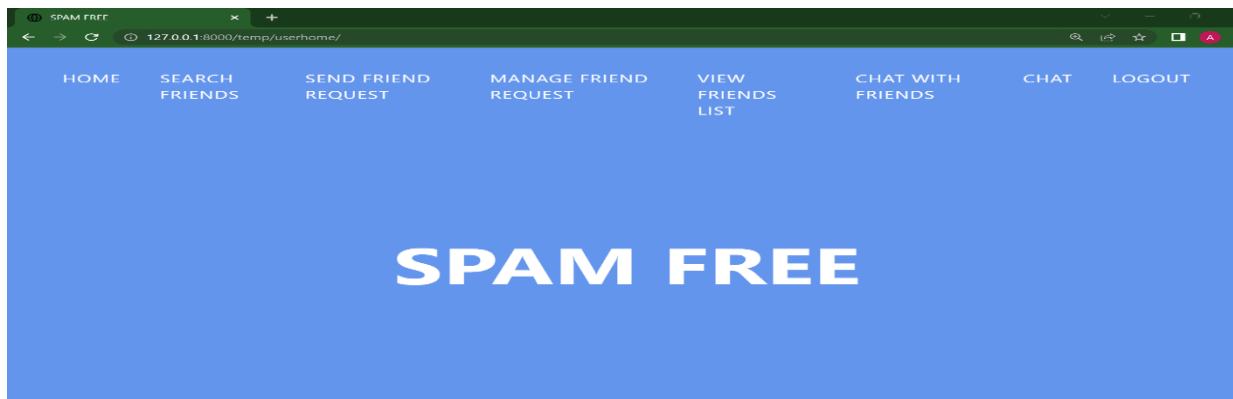 SPAM FREE
127.0.0.1:8000/temp/userhome/
A
HOME
SEARCH
FRIENDS
SEND FRIEND
REQUEST
MANAGE FRIEND
REQUEST
VIEW
FRIENDS
LIST
CHAT WITH
FRIENDS
CHAT
LOGOUT
SPAM FREE